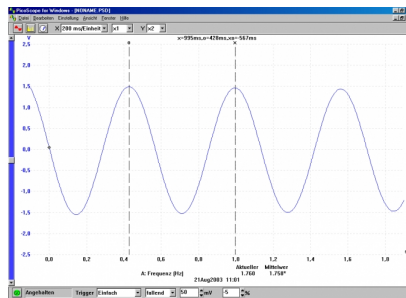 PicoScope for Windows - [NONAME.PSD]
Datei Bearbeiten Einstellung Ansicht Fenster Hilfe
X 200 ms/Einheit x1 Y x2
x=995ms,o=428ms,xo=-567ms
V
2,5
2,0
1,5
1,0
0,5
0,0
-0,5
-1,0
-1,5
-2,0
-2,5
0,0 0,2 0,4 0,6 0,8 1,0 1,2 1,4 1,6 1,8
Aktueller Mittelwer
A: Frequenz [Hz] 1.760 1.758*
21Aug2003 11:01
Angehalten Trigger Einfach fallend 50 mV -5 %